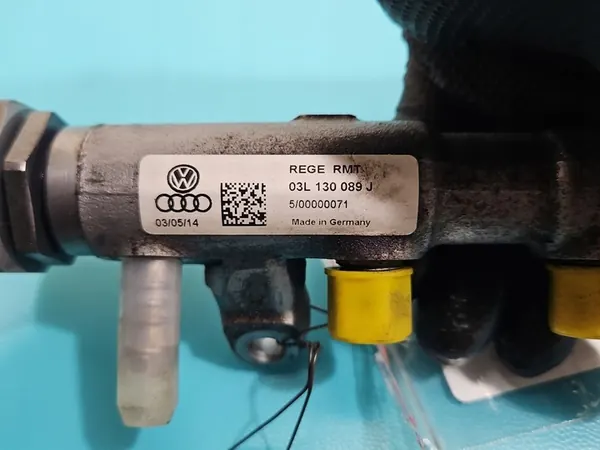 REGE RMT
03L 130 089 J
5/00000071
03/05/14
Made in Germany